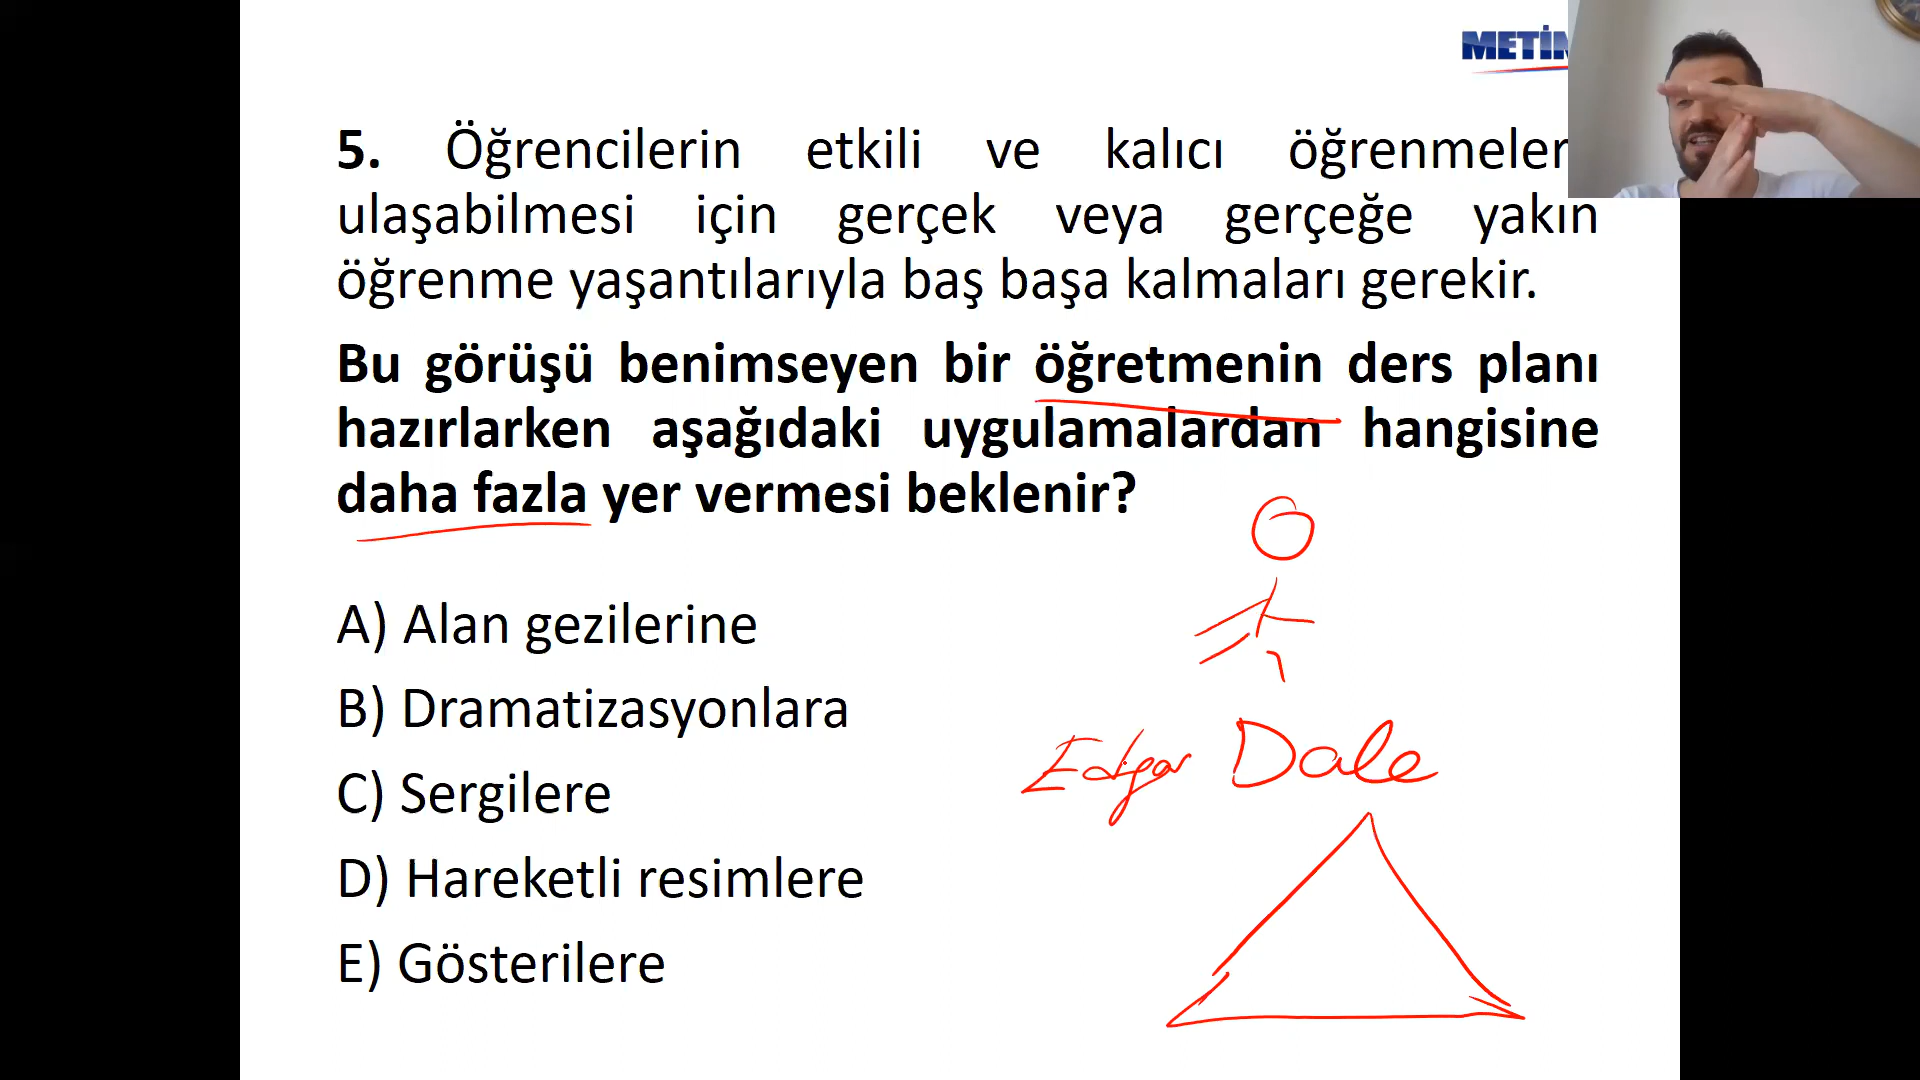 METİN
5. Öğrencilerin etkili ve kalıcı öğrenmeler
ulaşabilmesi için gerçek veya gerçeğe yakın
öğrenme yaşantılarıyla baş başa kalmaları gerekir.
Bu görüşü benimseyen bir öğretmenin ders planı
hazırlarken aşağıdaki uygulamalardan hangisine
daha fazla yer vermesi beklenir?
A) Alan gezilerine
B) Dramatizasyonlara
C) Sergilere
D) Hareketli resimlere
E) Gösterilere
Edgar Dale